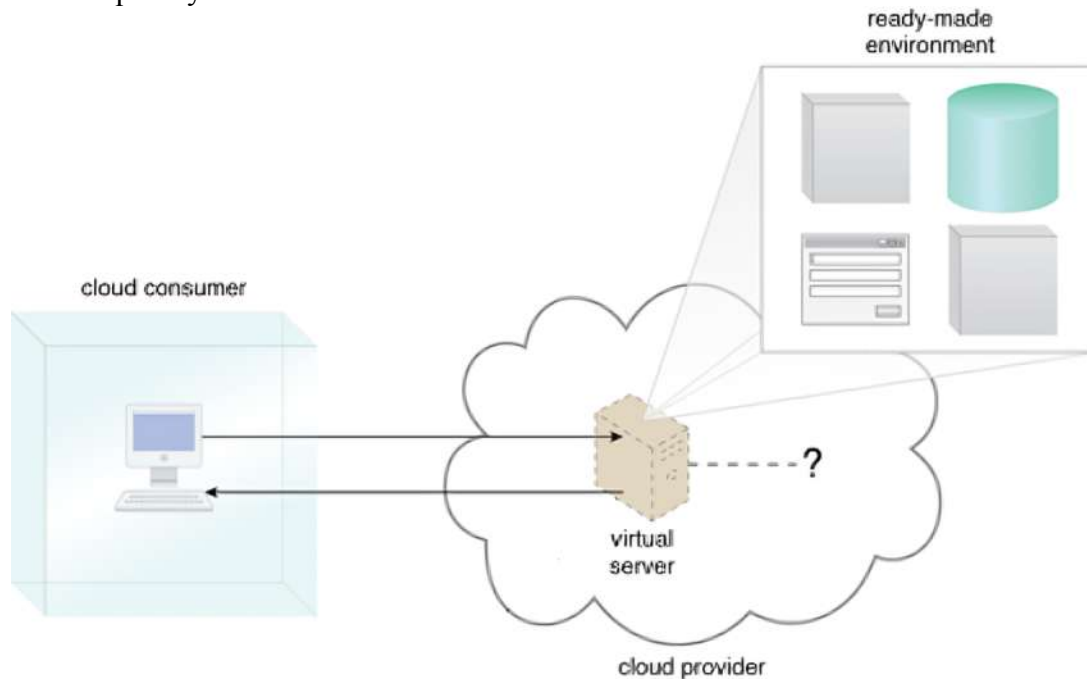 ready-made
environment
cloud consumer
?
virtual
server
cloud provider